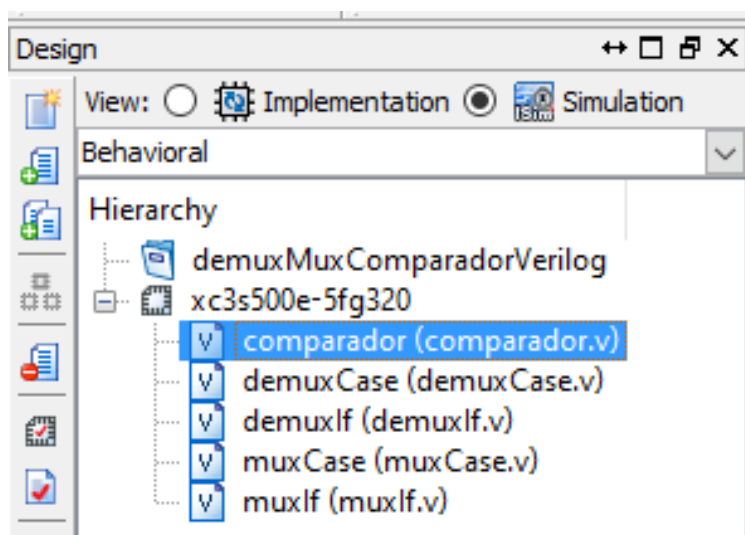 Design
View: Implementation iSim Simulation
Behavioral
Hierarchy
demuxMuxComparadorVerilog
xc3s500e-5fg320
V comparador (comparador.v)
V demuxCase (demuxCase.v)
V demuxIf (demuxIf.v)
V muxCase (muxCase.v)
V muxIf (muxIf.v)